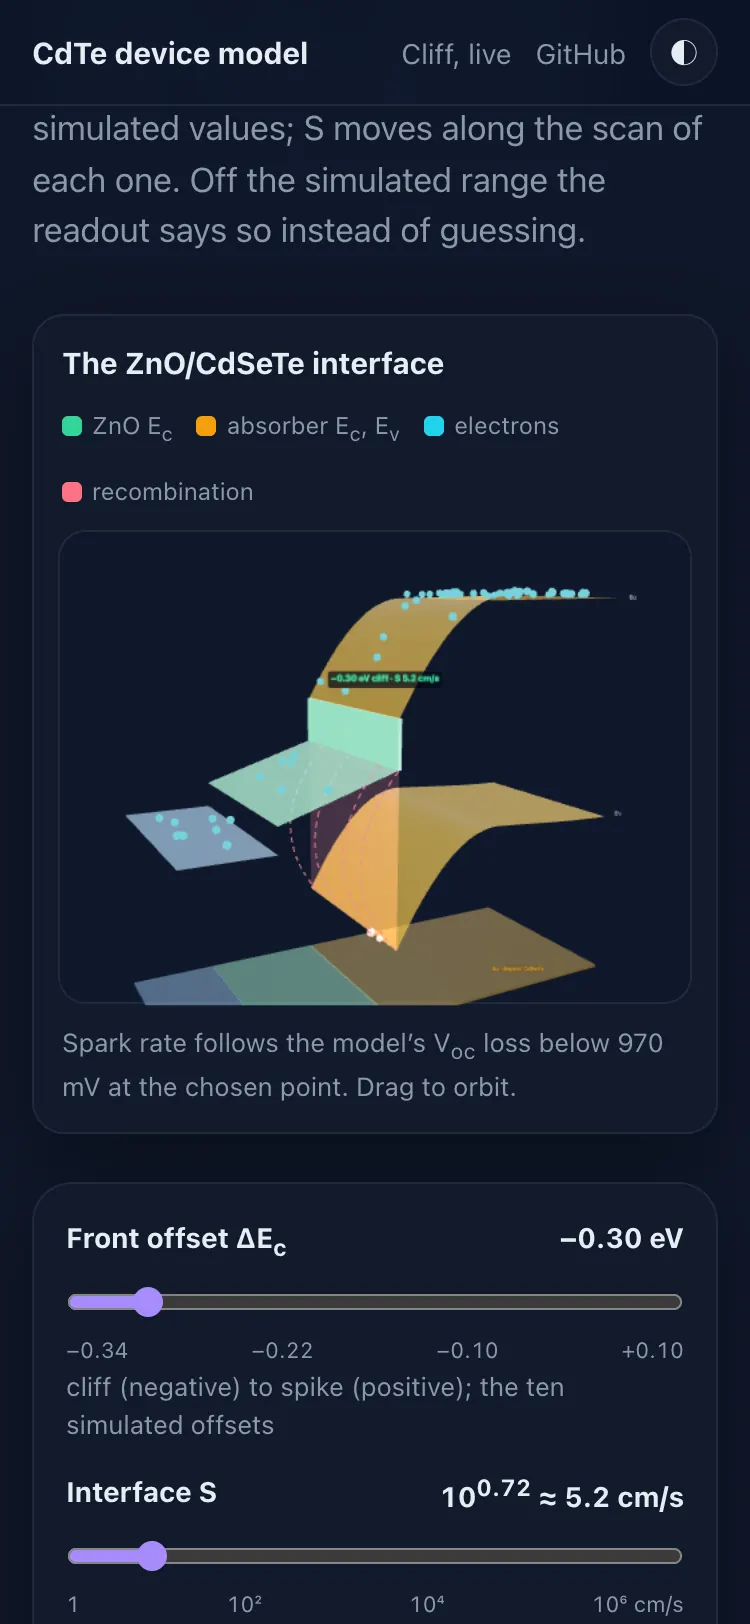 CdTe device model Cliff, live GitHub
simulated values; S moves along the scan of
each one. Off the simulated range the
readout says so instead of guessing.
The ZnO/CdSeTe interface
ZnO Ec absorber Ec, Ev electrons
recombination
−0.30 eV cliff · S 5.2 cm/s
Spark rate follows the model’s Voc loss below 970
mV at the chosen point. Drag to orbit.
Front offset ΔEc −0.30 eV
−0.34 −0.22 −0.10 +0.10
cliff (negative) to spike (positive); the ten
simulated offsets
Interface S 10^0.72 ≈ 5.2 cm/s
1 10² 10⁴ 10⁶ cm/s